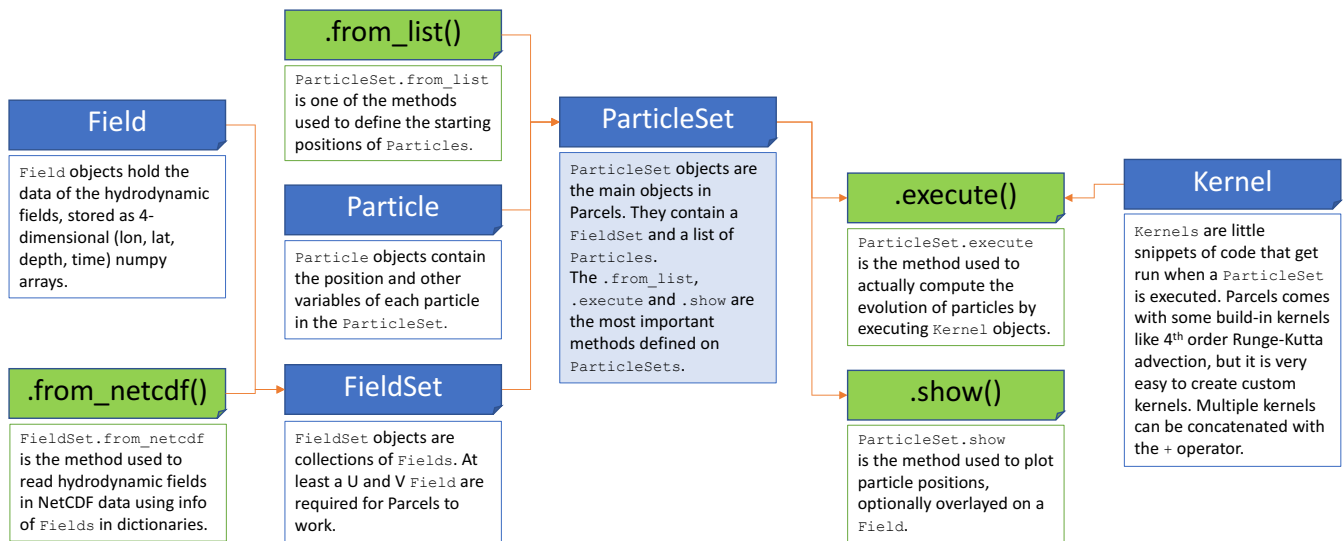 Field
Field objects hold the
data of the hydrodynamic
fields, stored as 4-
dimensional (lon, lat,
depth, time) numpy
arrays.
.from_netcdf()
FieldSet.from_netcdf
is the method used to
read hydrodynamic fields
in NetCDF data using info
of Fields in dictionaries.
.from_list()
ParticleSet.from_list
is one of the methods
used to define the starting
positions of Particles.
Particle
Particle objects contain
the position and other
variables of each particle
in the ParticleSet.
FieldSet
FieldSet objects are
collections of Fields. At
least a U and V Field are
required for Parcels to
work.
ParticleSet
ParticleSet objects are
the main objects in
Parcels. They contain a
FieldSet and a list of
Particles.
The .from_list,
.execute and .show are
the most important
methods defined on
ParticleSets.
.execute()
ParticleSet.execute
is the method used to
actually compute the
evolution of particles by
executing Kernel objects.
.show()
ParticleSet.show
is the method used to plot
particle positions,
optionally overlayed on a
Field.
Kernel
Kernels are little
snippets of code that get
run when a ParticleSet
is executed. Parcels comes
with some build-in kernels
like 4th order Runge-Kutta
advection, but it is very
easy to create custom
kernels. Multiple kernels
can be concatenated with
the + operator.